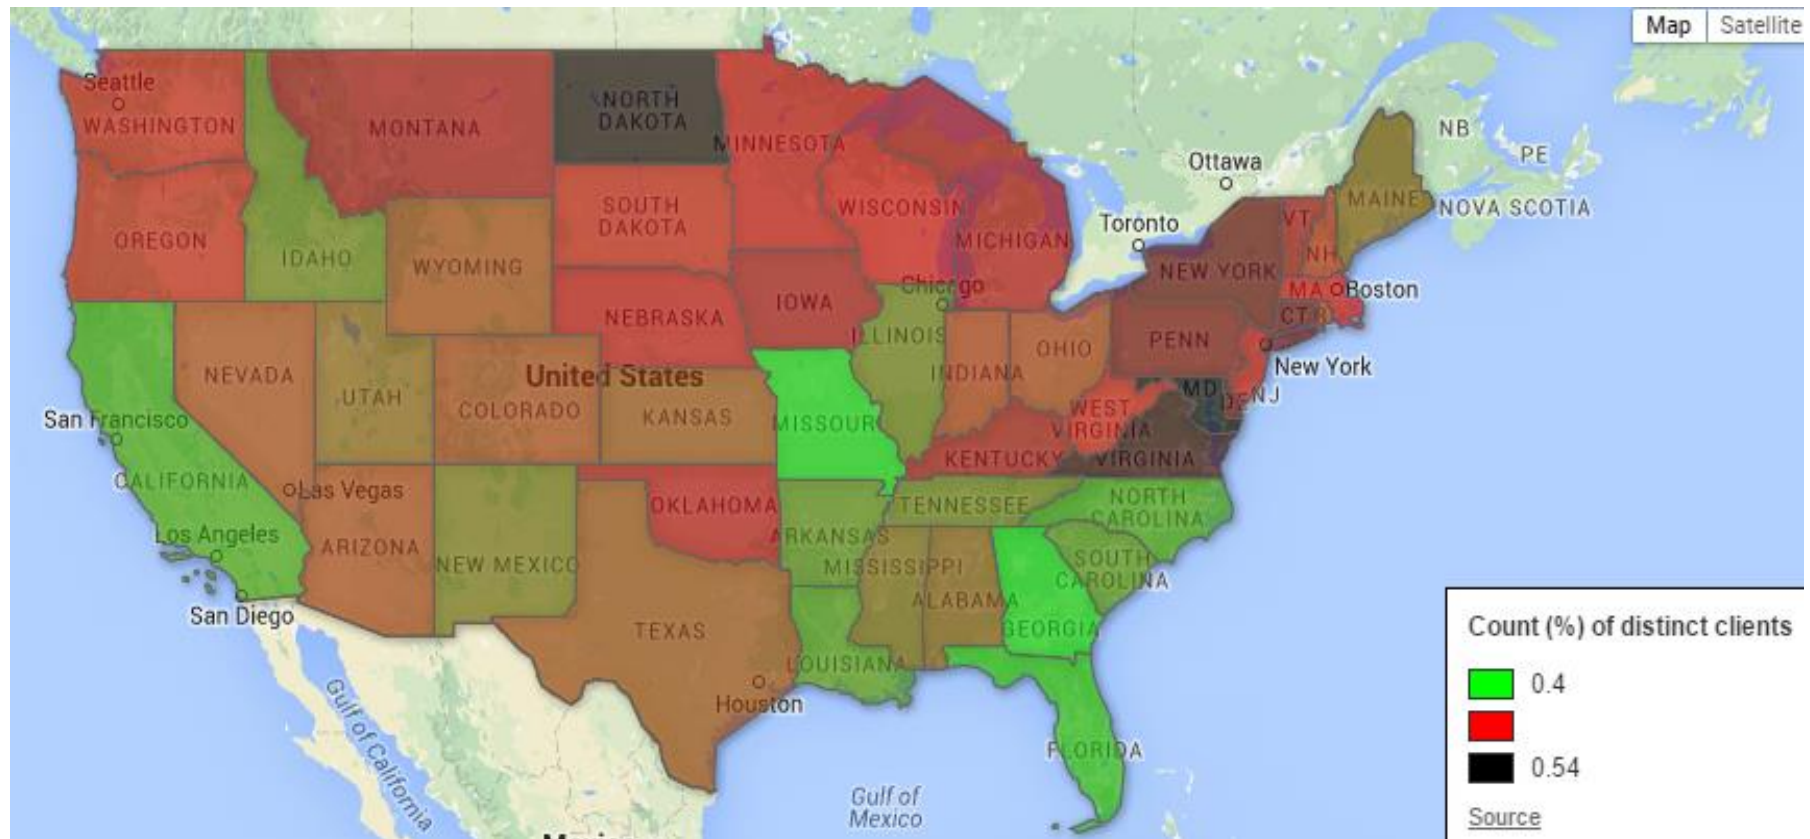 Map
Satellite
Seattle
WASHINGTON
MONTANA
NORTH
DAKOTA
MINNESOTA
OREGON
IDAHO
WYOMING
SOUTH
DAKOTA
WISCONSIN
MICHIGAN
Ottawa
Toronto
NB
PE
NOVA SCOTIA
MAINE
VT
NH
NEW YORK
MA
Boston
CT
RI
IOWA
NEBRASKA
Chicago
ILLINOIS
INDIANA
OHIO
PENN
New York
NJ
MD
DE
NEVADA
UTAH
COLORADO
United States
KANSAS
MISSOURI
WEST
VIRGINIA
KENTUCKY
VIRGINIA
San Francisco
CALIFORNIA
Las Vegas
Los Angeles
San Diego
ARIZONA
NEW MEXICO
OKLAHOMA
ARKANSAS
TENNESSEE
NORTH
CAROLINA
SOUTH
CAROLINA
MISSISSIPPI
ALABAMA
GEORGIA
TEXAS
LOUISIANA
Houston
FLORIDA
Gulf of California
Gulf of
Mexico
Count (%) of distinct clients
0.4
0.54
Source